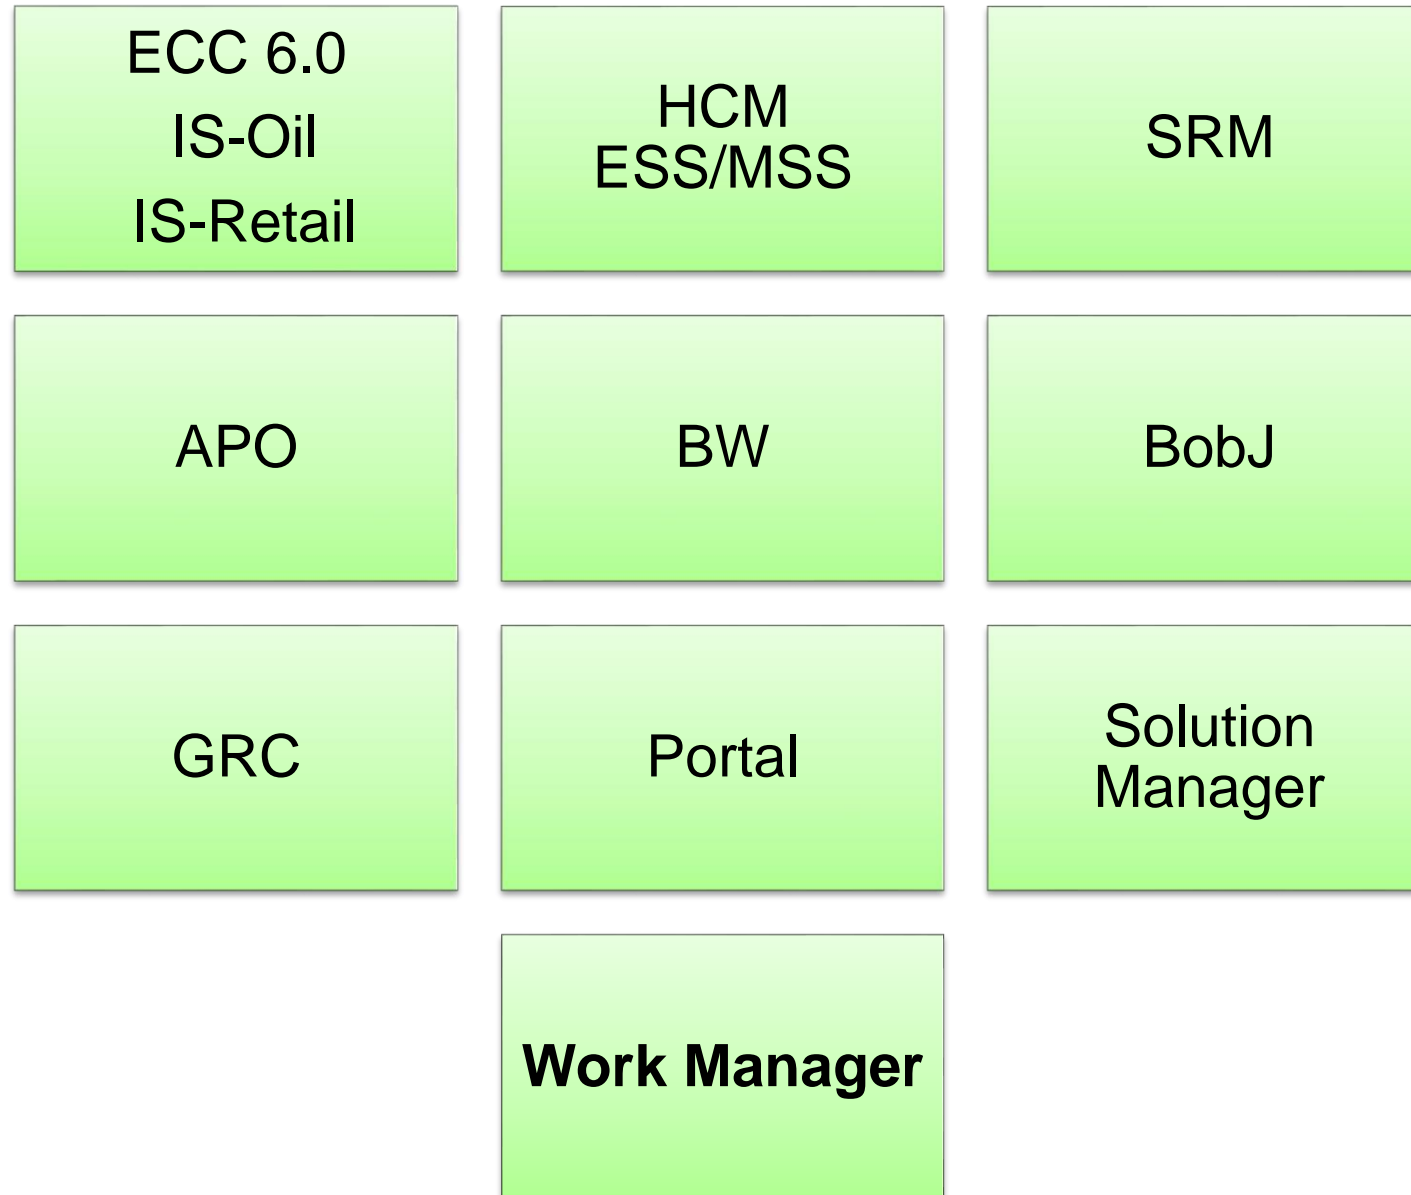 ECC 6.0
IS-Oil
IS-Retail
HCM
ESS/MSS
SRM
APO
BW
BobJ
GRC
Portal
Solution
Manager
Work Manager